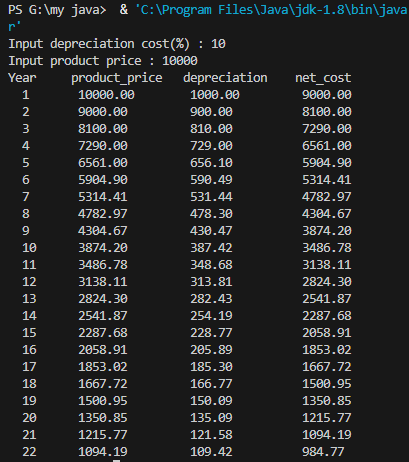 PS G:\my java>  & 'C:\Program Files\Java\jdk-1.8\bin\java
r'
Input depreciation cost(%) : 10
Input product price : 10000
Year     product_price   depreciation    net_cost
  1       10000.00        1000.00        9000.00
  2       9000.00         900.00         8100.00
  3       8100.00         810.00         7290.00
  4       7290.00         729.00         6561.00
  5       6561.00         656.10         5904.90
  6       5904.90         590.49         5314.41
  7       5314.41         531.44         4782.97
  8       4782.97         478.30         4304.67
  9       4304.67         430.47         3874.20
  10      3874.20         387.42         3486.78
  11      3486.78         348.68         3138.11
  12      3138.11         313.81         2824.30
  13      2824.30         282.43         2541.87
  14      2541.87         254.19         2287.68
  15      2287.68         228.77         2058.91
  16      2058.91         205.89         1853.02
  17      1853.02         185.30         1667.72
  18      1667.72         166.77         1500.95
  19      1500.95         150.09         1350.85
  20      1350.85         135.09         1215.77
  21      1215.77         121.58         1094.19
  22      1094.19         109.42         984.77